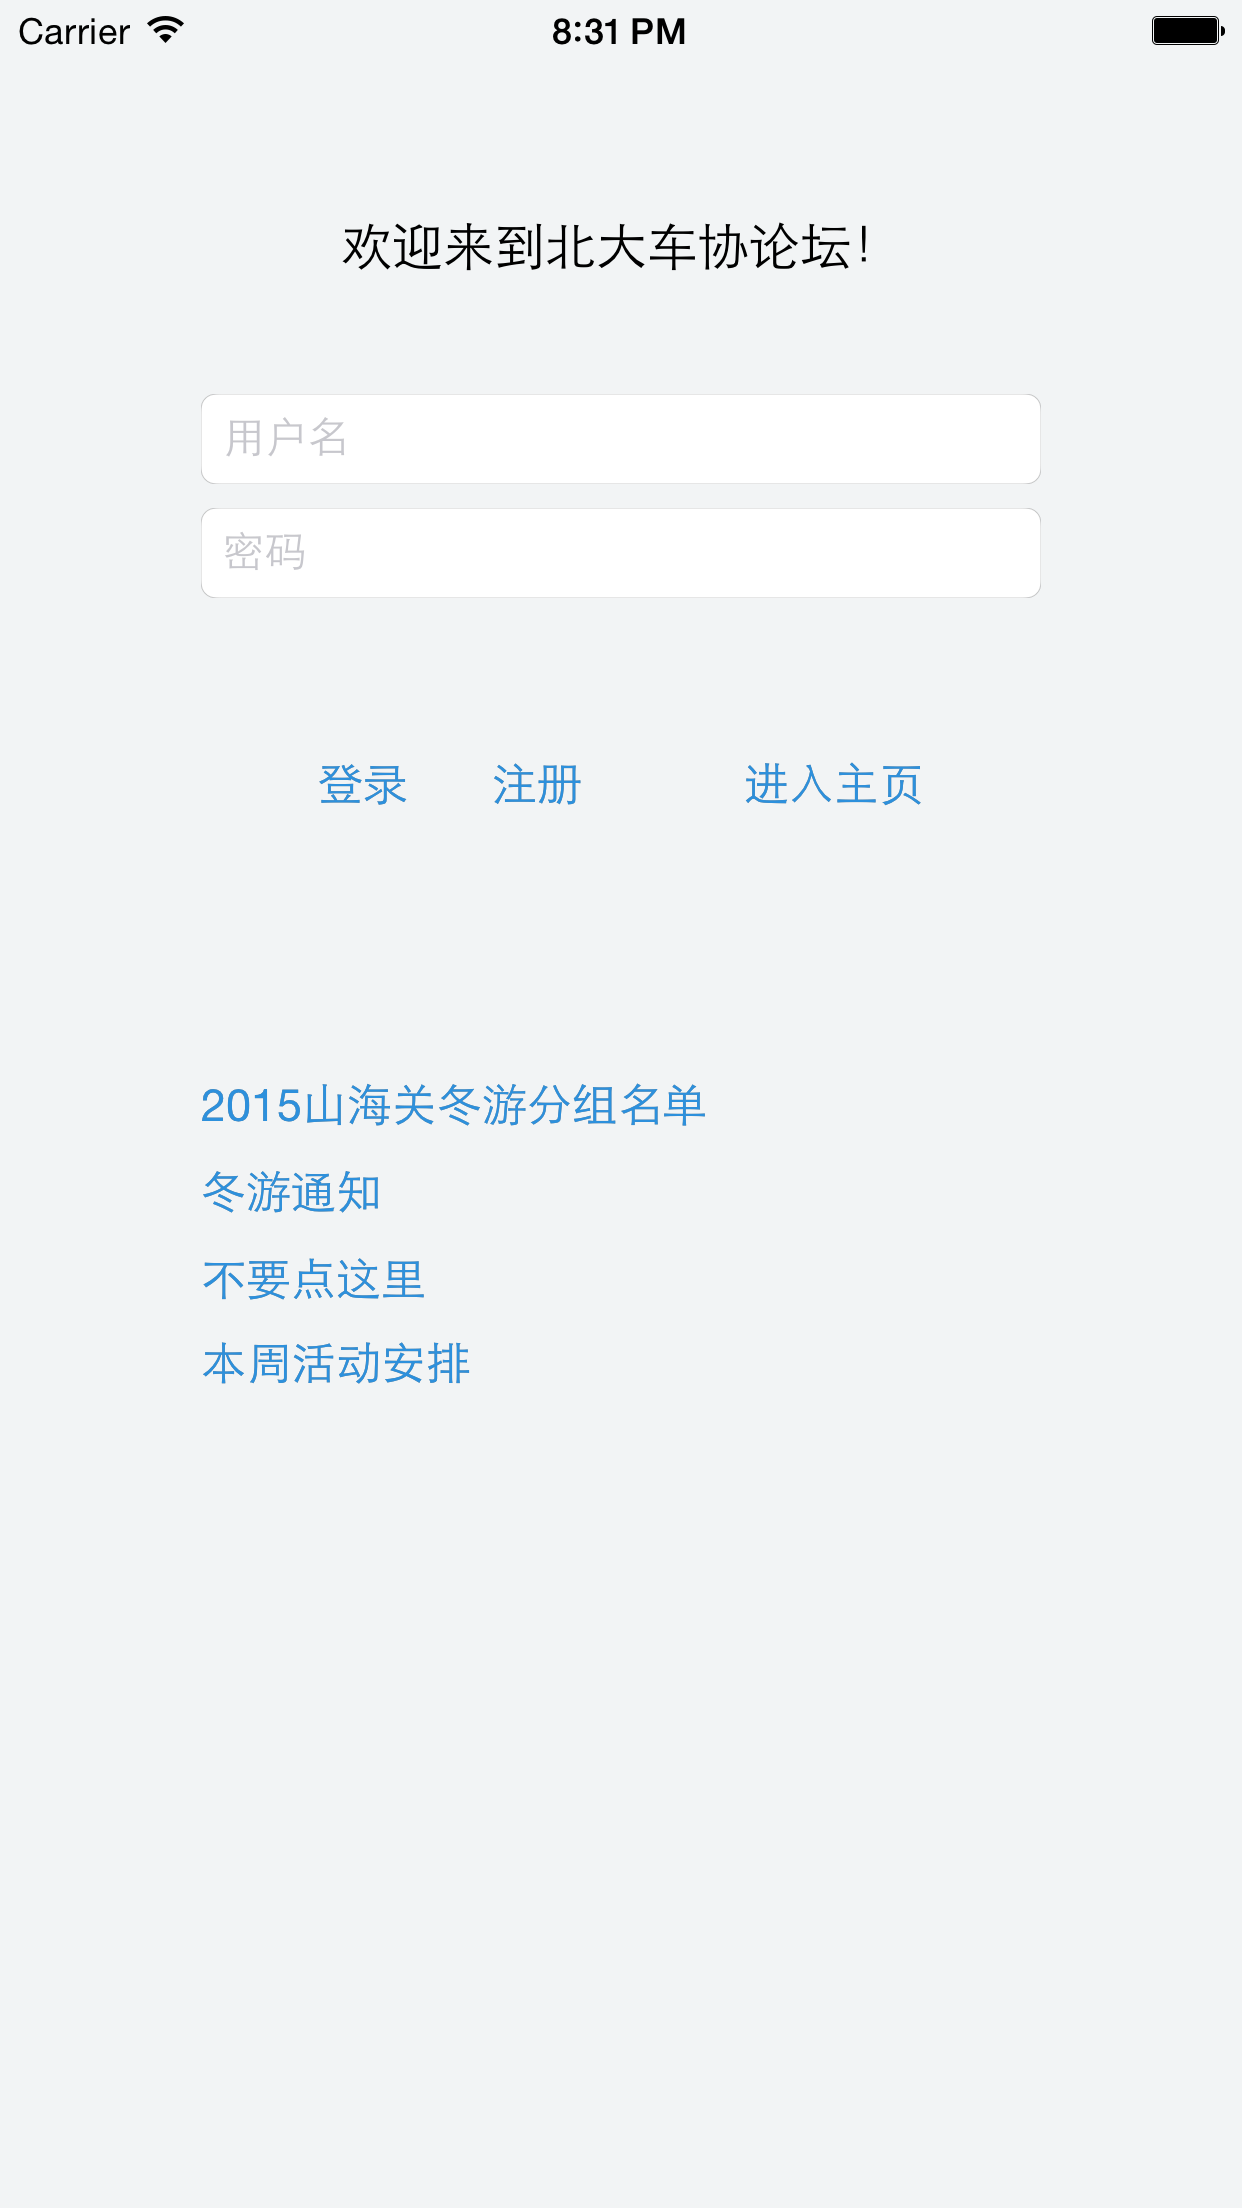 Carrier 8:31 PM
欢迎来到北大车协论坛！
用户名
密码
登录 注册 进入主页
2015山海关冬游分组名单
冬游通知
不要点这里
本周活动安排